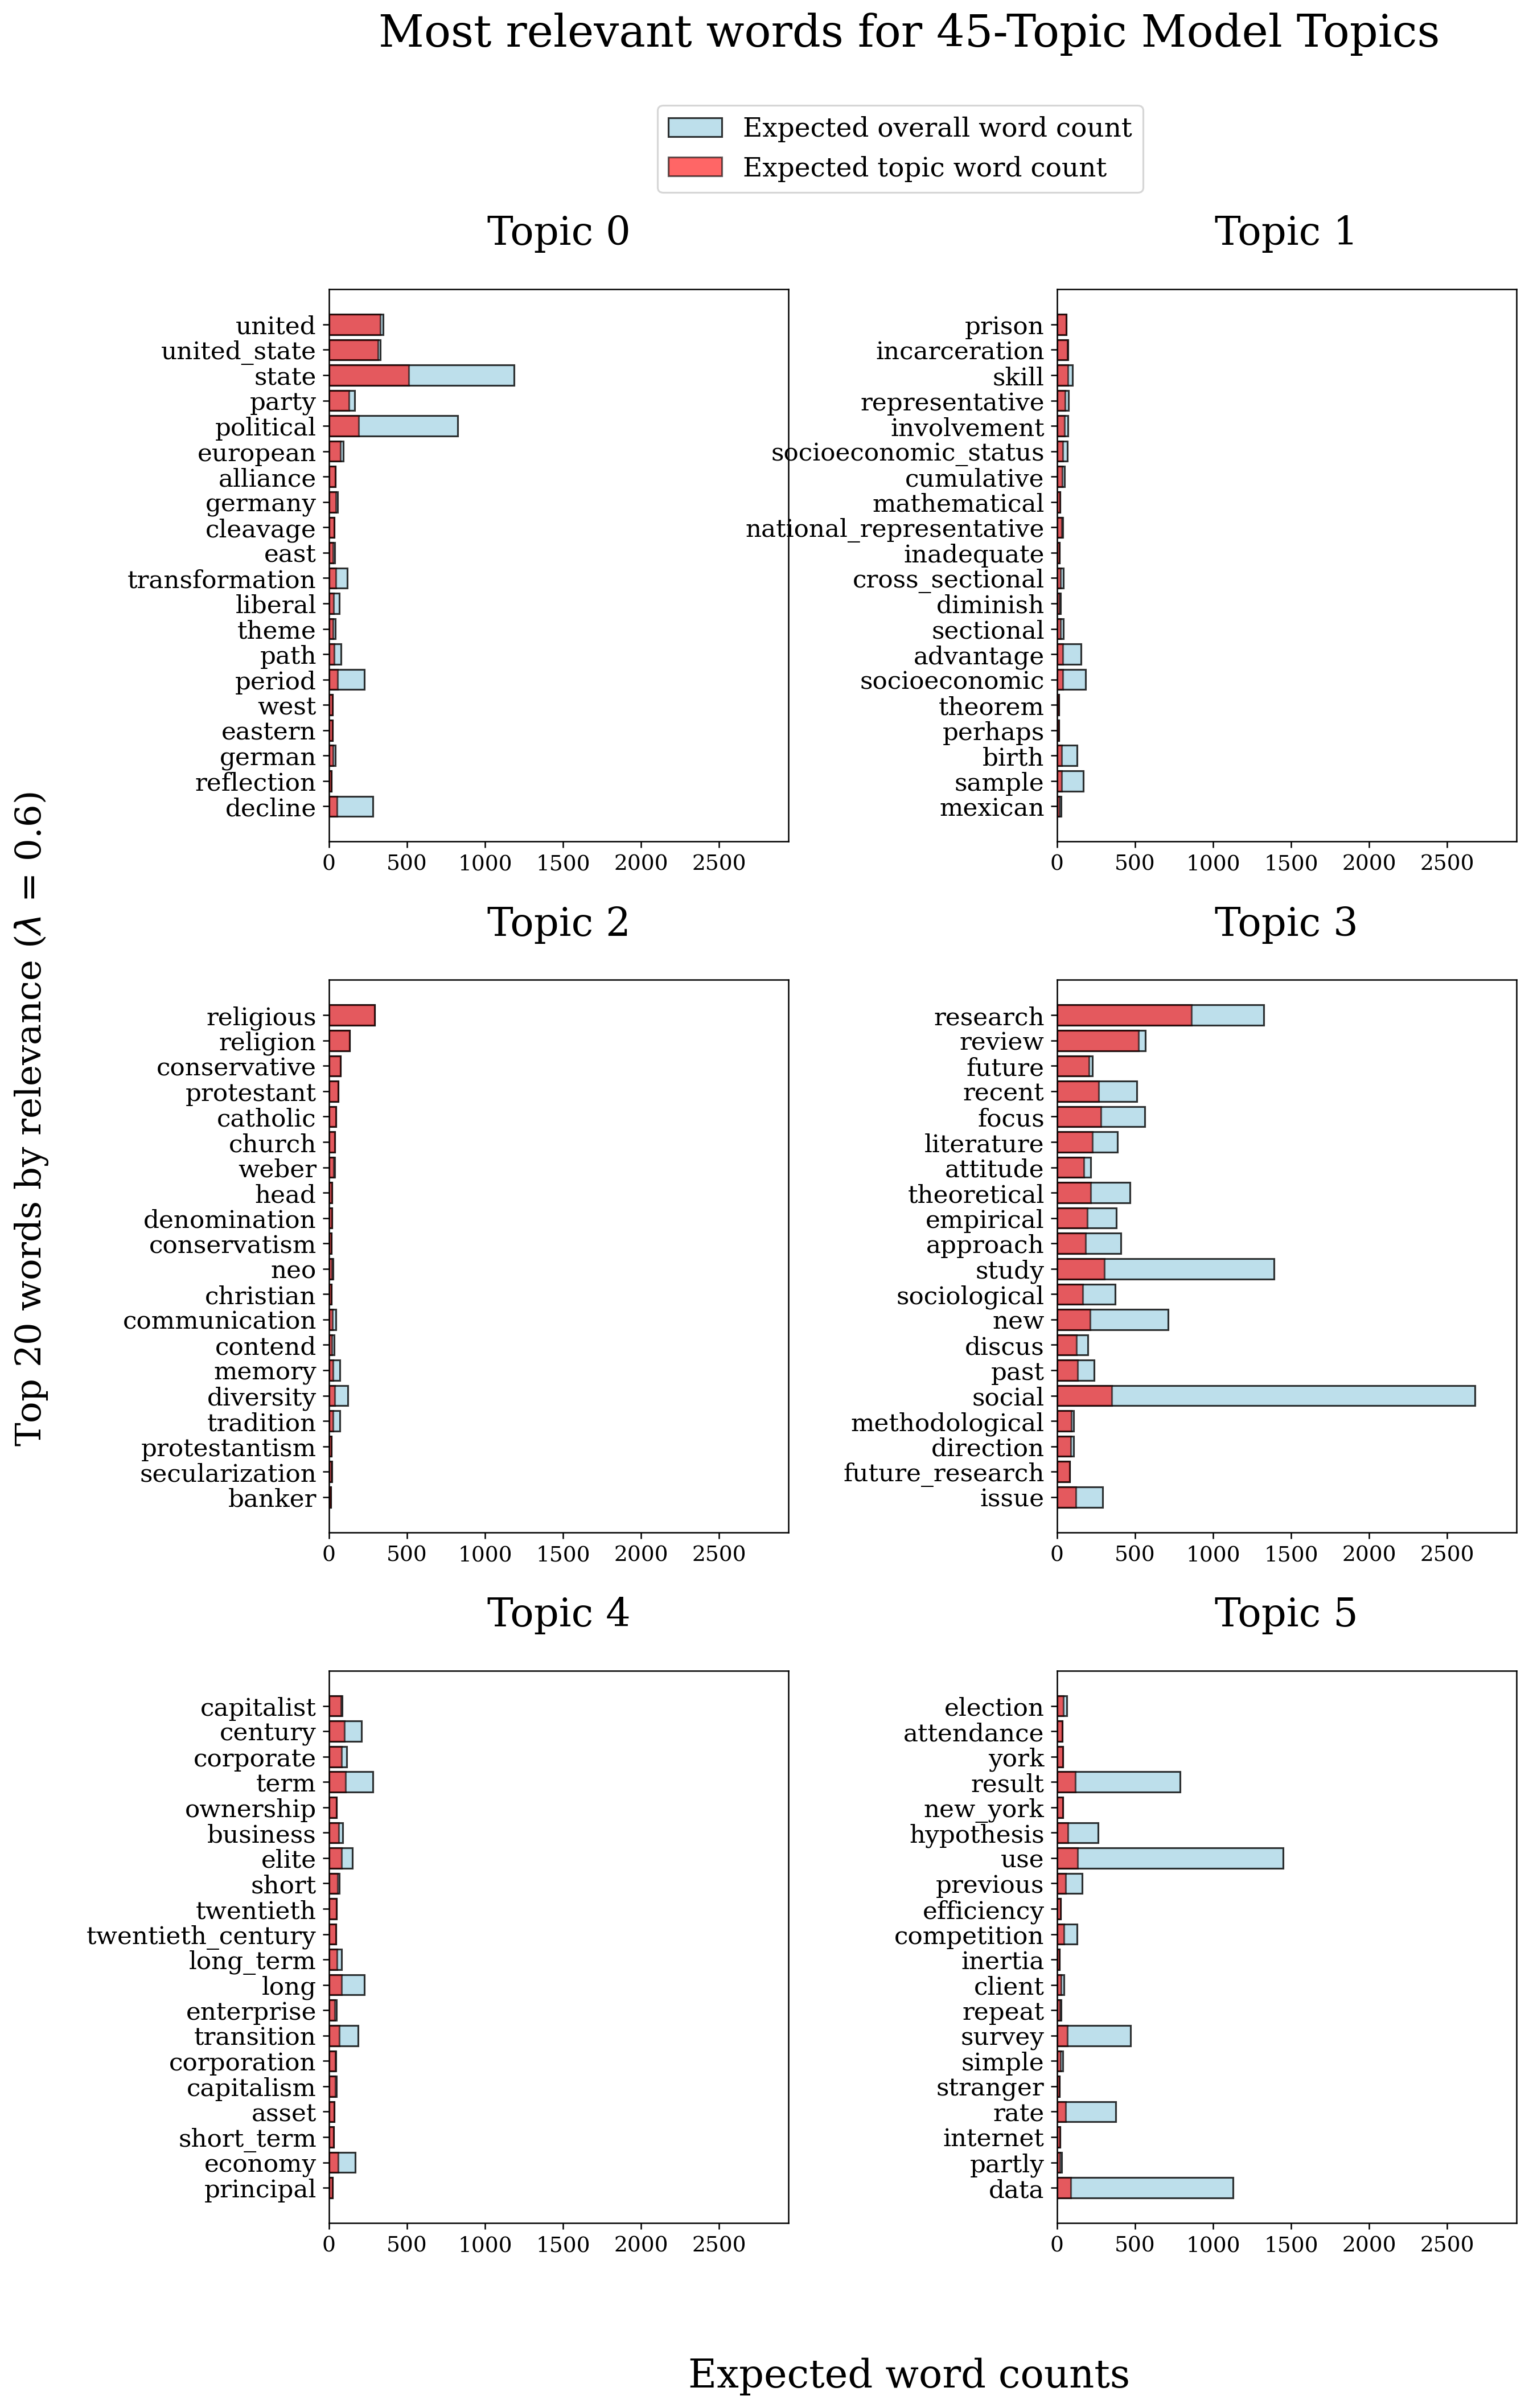 Most relevant words for 45-Topic Model Topics
Expected overall word count
Expected topic word count
Top 20 words by relevance (λ = 0.6)
Topic 0
united
united_state
state
party
political
european
alliance
germany
cleavage
east
transformation
liberal
theme
path
period
west
eastern
german
reflection
decline
0 500 1000 1500 2000 2500
Topic 1
prison
incarceration
skill
representative
involvement
socioeconomic_status
cumulative
mathematical
national_representative
inadequate
cross_sectional
diminish
sectional
advantage
socioeconomic
theorem
perhaps
birth
sample
mexican
0 500 1000 1500 2000 2500
Topic 2
religious
religion
conservative
protestant
catholic
church
weber
head
denomination
conservatism
neo
christian
communication
contend
memory
diversity
tradition
protestantism
secularization
banker
0 500 1000 1500 2000 2500
Topic 3
research
review
future
recent
focus
literature
attitude
theoretical
empirical
approach
study
sociological
new
discus
past
social
methodological
direction
future_research
issue
0 500 1000 1500 2000 2500
Topic 4
capitalist
century
corporate
term
ownership
business
elite
short
twentieth
twentieth_century
long_term
long
enterprise
transition
corporation
capitalism
asset
short_term
economy
principal
0 500 1000 1500 2000 2500
Topic 5
election
attendance
york
result
new_york
hypothesis
use
previous
efficiency
competition
inertia
client
repeat
survey
simple
stranger
rate
internet
partly
data
0 500 1000 1500 2000 2500
Expected word counts